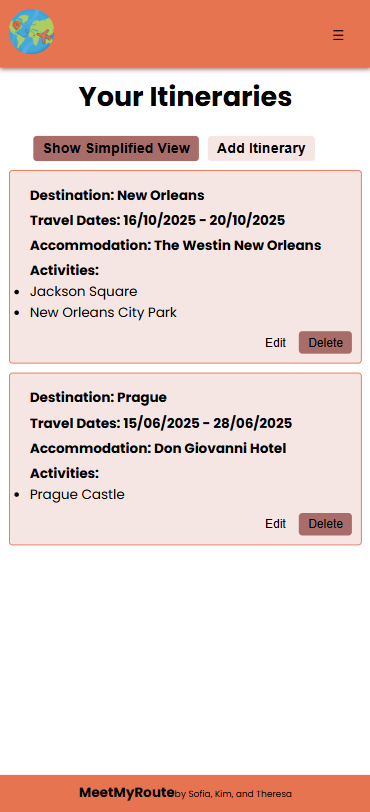 ☰
Your Itineraries
Show Simplified View Add Itinerary
Destination: New Orleans
Travel Dates: 16/10/2025 - 20/10/2025
Accommodation: The Westin New Orleans
Activities:
• Jackson Square
• New Orleans City Park
Edit Delete
Destination: Prague
Travel Dates: 15/06/2025 - 28/06/2025
Accommodation: Don Giovanni Hotel
Activities:
• Prague Castle
Edit Delete
MeetMyRouteby Sofia, Kim, and Theresa